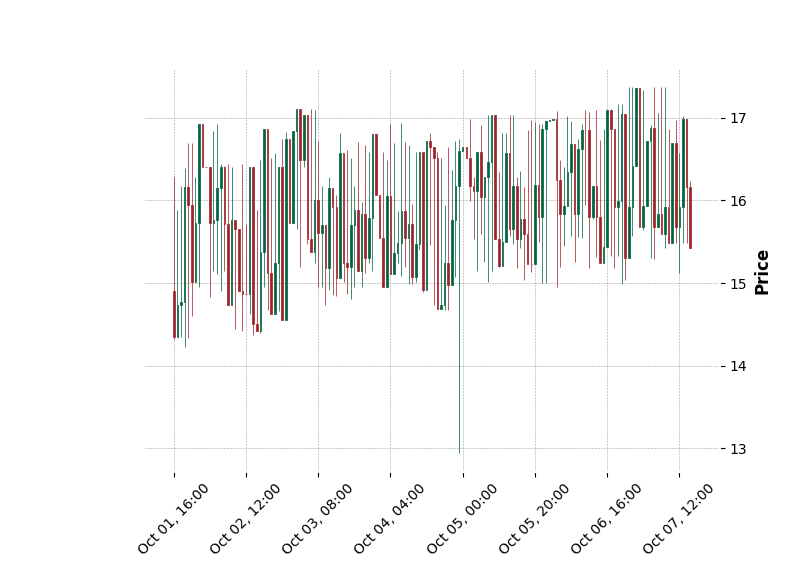 17
16
15
14
13
Price
Oct 01, 16:00
Oct 02, 12:00
Oct 03, 08:00
Oct 04, 04:00
Oct 05, 00:00
Oct 05, 20:00
Oct 06, 16:00
Oct 07, 12:00